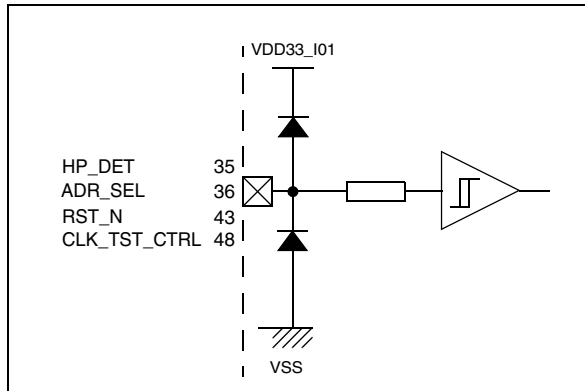 VDD33_I01
HP_DET 35
ADR_SEL 36
RST_N 43
CLK_TST_CTRL 48
VSS